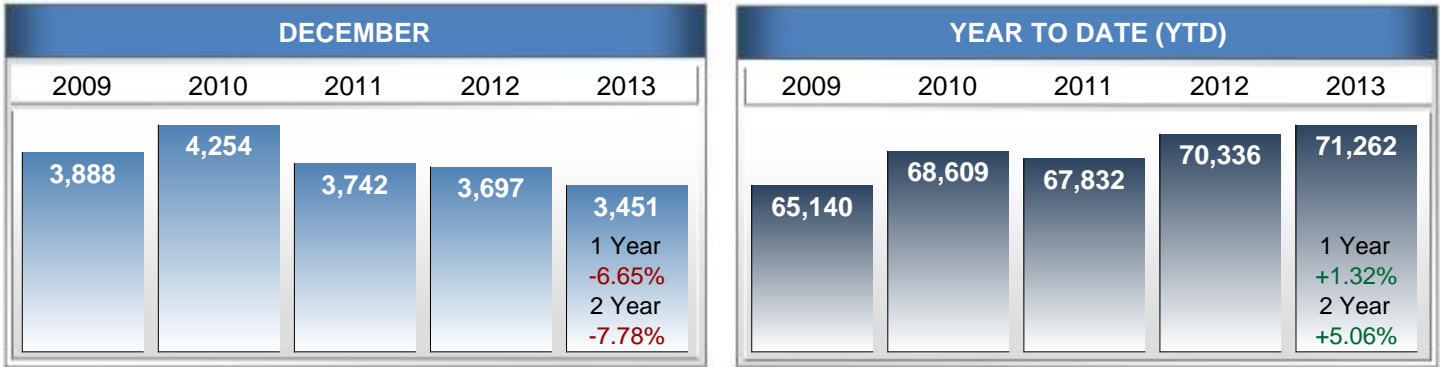 DECEMBER
2009 2010 2011 2012 2013
3,888 4,254 3,742 3,697 3,451
1 Year
-6.65%
2 Year
-7.78%
YEAR TO DATE (YTD)
2009 2010 2011 2012 2013
65,140 68,609 67,832 70,336 71,262
1 Year
+1.32%
2 Year
+5.06%